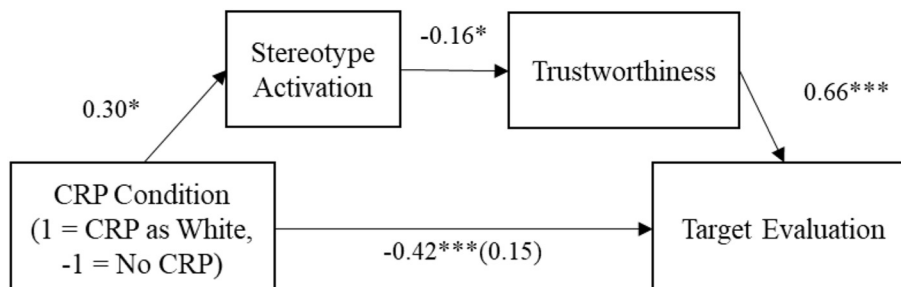 Stereotype
Activation
-0.16*
Trustworthiness
0.30*
0.66***
CRP Condition
(1 = CRP as White,
-1 = No CRP)
-0.42***(0.15)
Target Evaluation